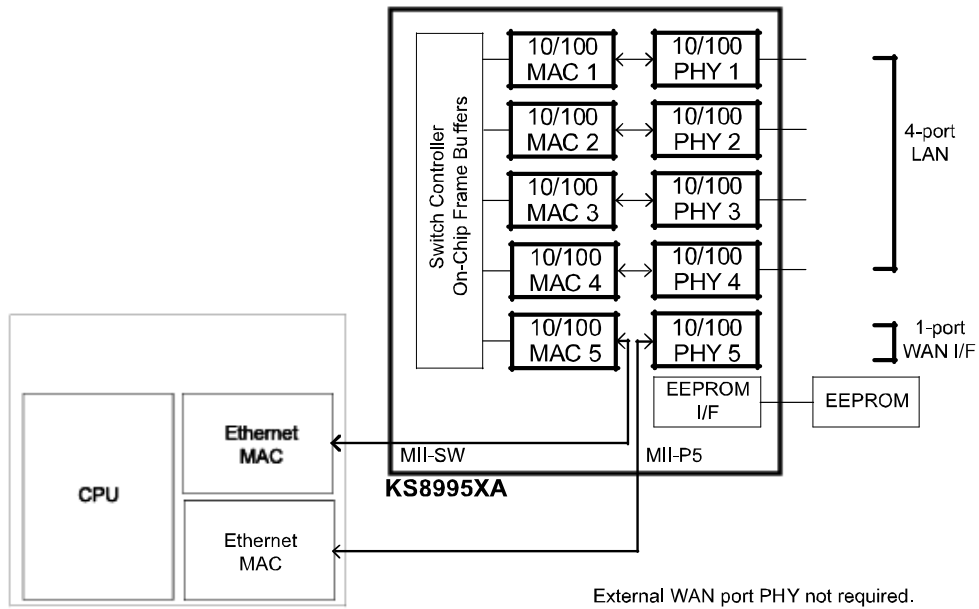 10/100
MAC 1
10/100
PHY 1
10/100
MAC 2
10/100
PHY 2
10/100
MAC 3
10/100
PHY 3
10/100
MAC 4
10/100
PHY 4
10/100
MAC 5
10/100
PHY 5
Switch Controller
On-Chip Frame Buffers
4-port
LAN
1-port
WAN I/F
EEPROM
I/F
EEPROM
CPU
Ethernet
MAC
Ethernet
MAC
MII-SW
MII-P5
KS8995XA
External WAN port PHY not required.